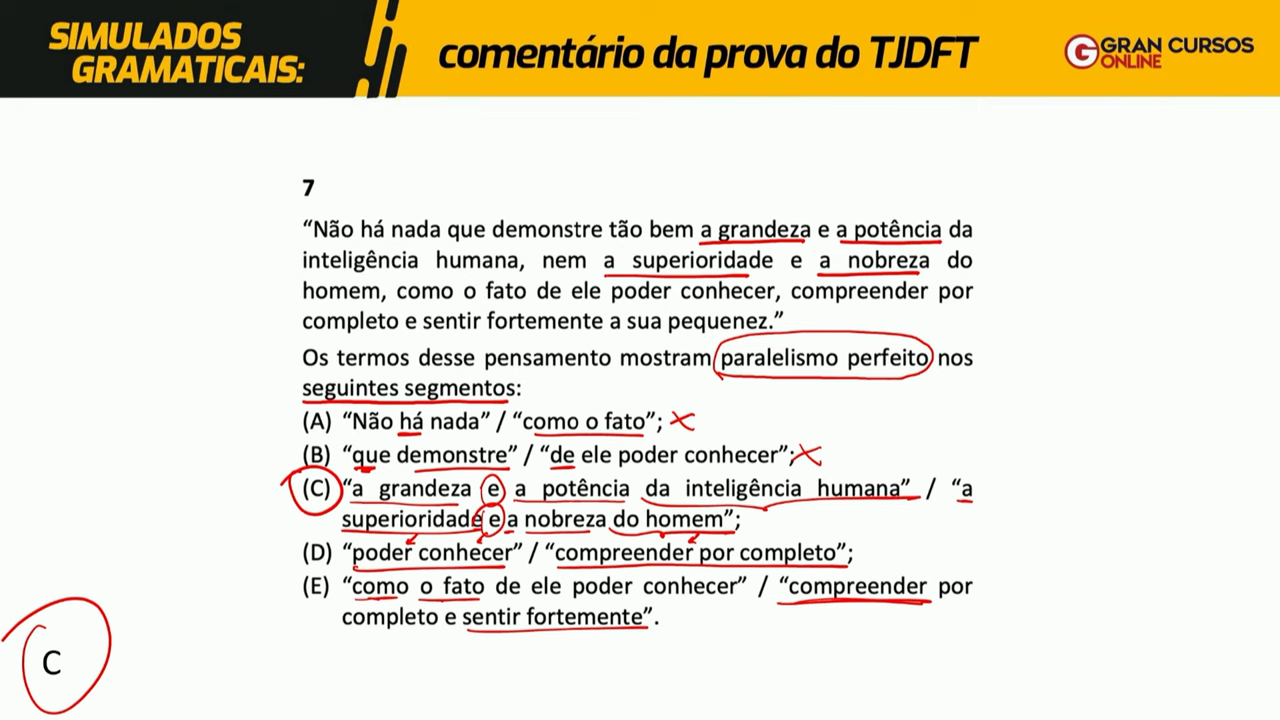 SIMULADOS
GRAMATICAIS:
comentário da prova do TJDFT
GRAN CURSOS
ONLINE
7
“Não há nada que demonstre tão bem a grandeza e a potência da
inteligência humana, nem a superioridade e a nobreza do
homem, como o fato de ele poder conhecer, compreender por
completo e sentir fortemente a sua pequenez.”
Os termos desse pensamento mostram paralelismo perfeito nos
seguintes segmentos:
(A) “Não há nada” / “como o fato”;
(B) “que demonstre” / “de ele poder conhecer”;
(C) “a grandeza e a potência da inteligência humana” / “a
superioridade e a nobreza do homem”;
(D) “poder conhecer” / “compreender por completo”;
(E) “como o fato de ele poder conhecer” / “compreender por
completo e sentir fortemente”.
C